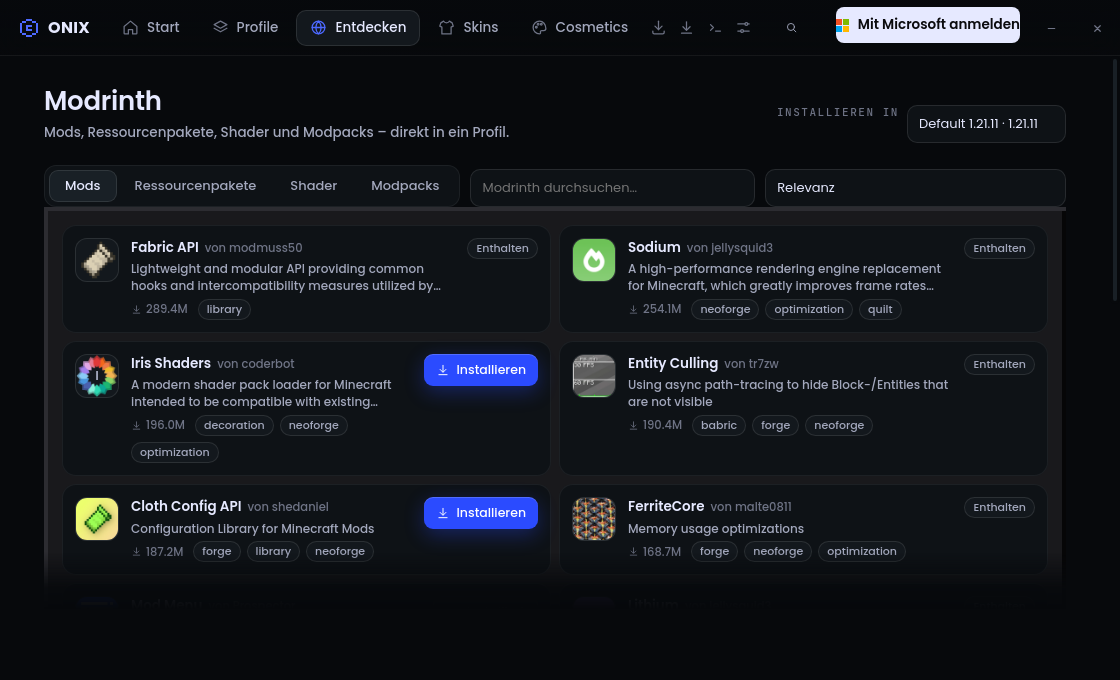 ONIX
Start
Profile
Entdecken
Skins
Cosmetics
Mit Microsoft anmelden
Modrinth
Mods, Ressourcenpakete, Shader und Modpacks – direkt in ein Profil.
INSTALLIEREN IN
Default 1.21.11 · 1.21.11
Mods
Ressourcenpakete
Shader
Modpacks
Modrinth durchsuchen…
Relevanz
Fabric API von modmuss50
Enthalten
Lightweight and modular API providing common
hooks and intercompatibility measures utilized by…
289.4M library
Sodium von jellysquid3
Enthalten
A high-performance rendering engine replacement
for Minecraft, which greatly improves frame rates…
254.1M neoforge optimization quilt
Iris Shaders von coderbot
Installieren
A modern shader pack loader for Minecraft
intended to be compatible with existing…
196.0M decoration neoforge
optimization
Entity Culling von tr7zw
Enthalten
Using async path-tracing to hide Block-/Entities that
are not visible
190.4M babric forge neoforge
Cloth Config API von shedaniel
Installieren
Configuration Library for Minecraft Mods
187.2M forge library neoforge
FerriteCore von malte0811
Enthalten
Memory usage optimizations
168.7M forge neoforge optimization